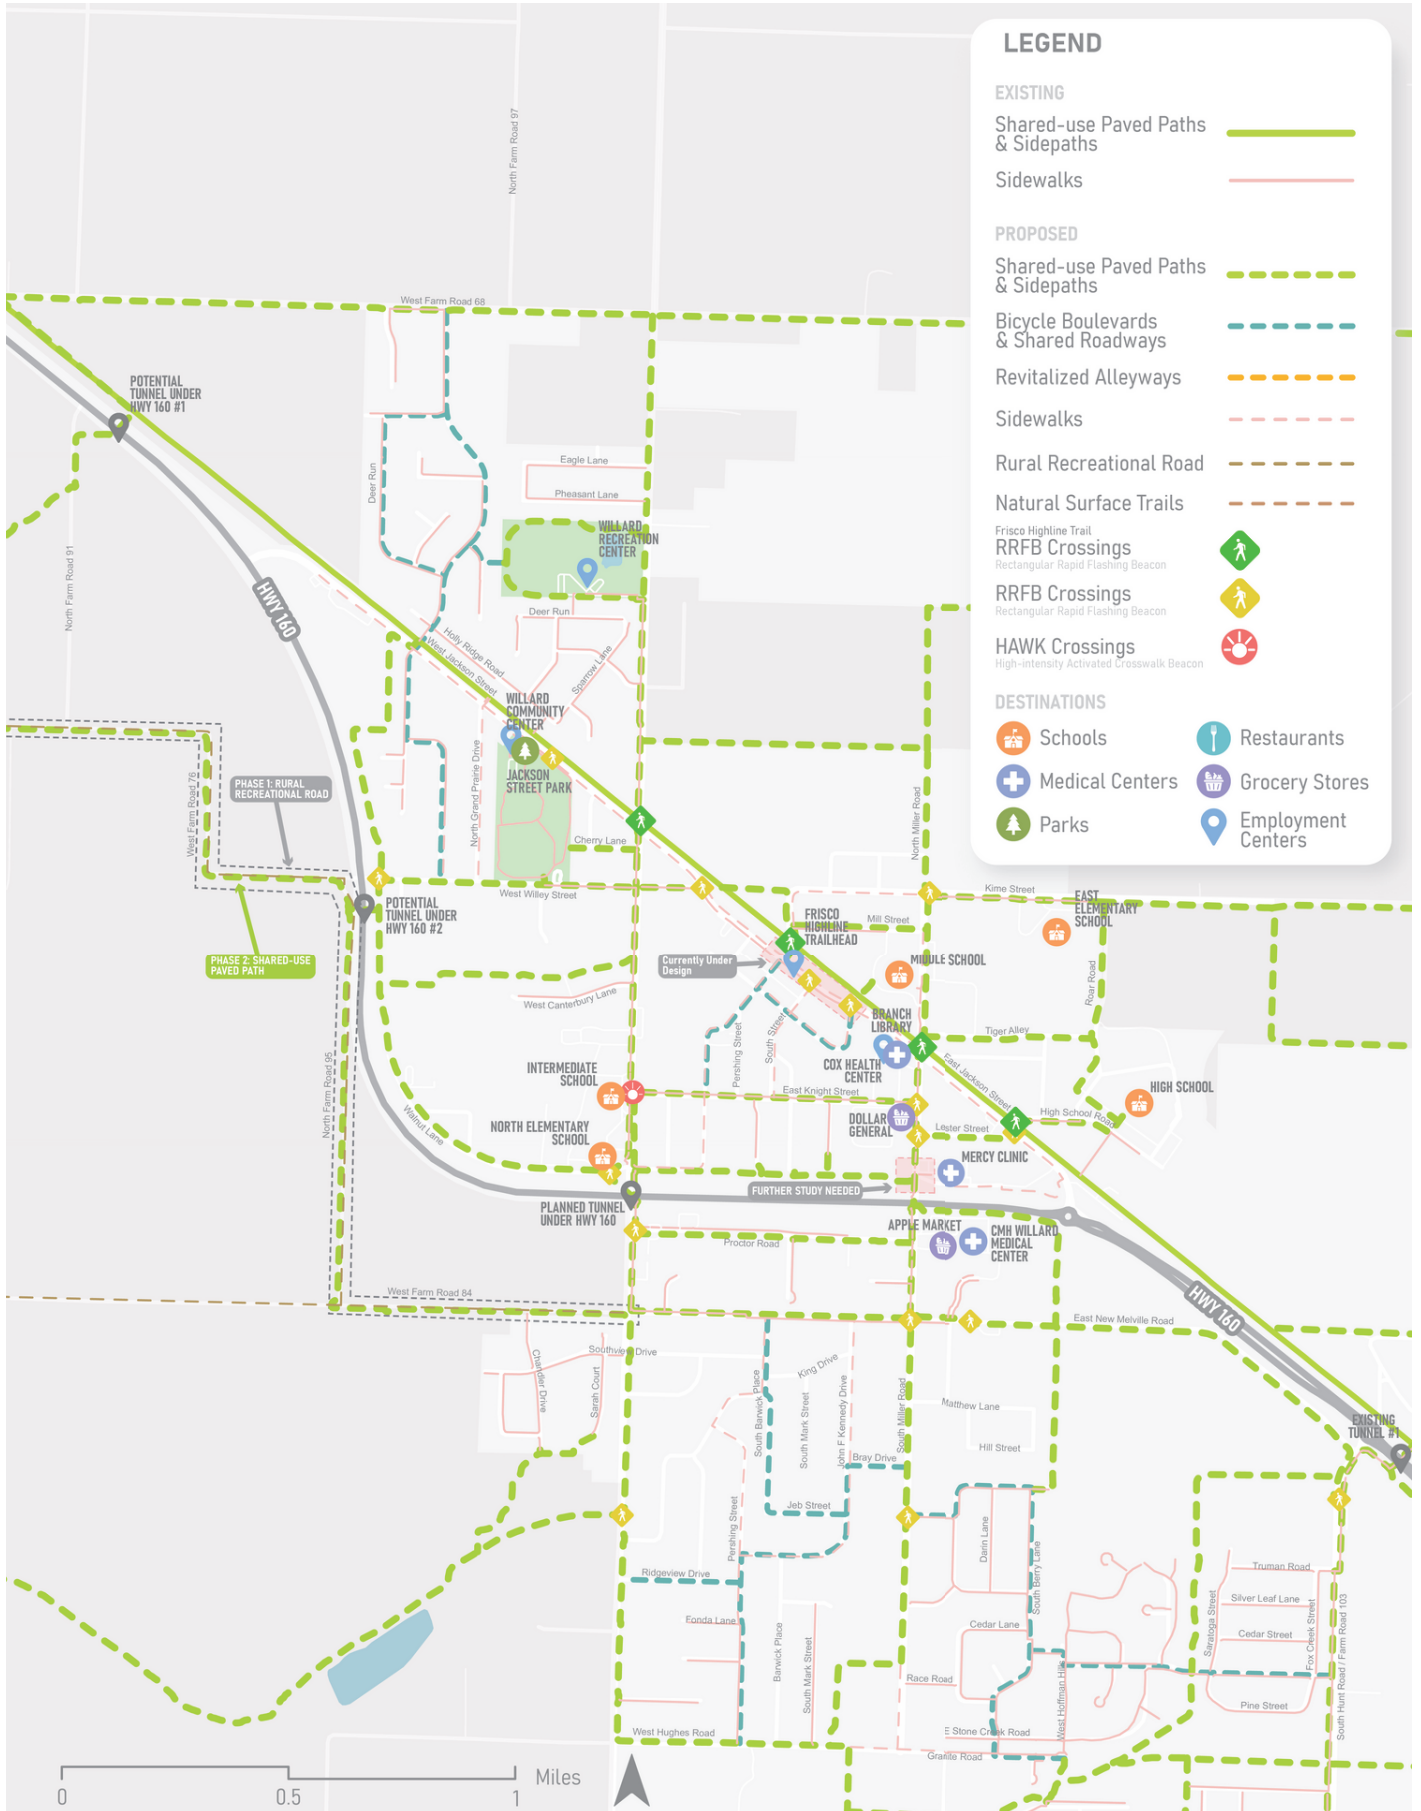 LEGEND
EXISTING
Shared-use Paved Paths
& Sidepaths
Sidewalks
PROPOSED
Shared-use Paved Paths
& Sidepaths
Bicycle Boulevards
& Shared Roadways
Revitalized Alleyways
Sidewalks
Rural Recreational Road
Natural Surface Trails
Frisco Highline Trail
RRFB Crossings
Rectangular Rapid Flashing Beacon
RRFB Crossings
Rectangular Rapid Flashing Beacon
HAWK Crossings
High-intensity Activated Crosswalk Beacon
DESTINATIONS
Schools
Restaurants
Medical Centers
Grocery Stores
Parks
Employment
Centers
North Farm Road 97
West Farm Road 68
POTENTIAL
TUNNEL UNDER
HWY 160 #1
Deer Run
Eagle Lane
Pheasant Lane
WILLARD
RECREATION
CENTER
North Farm Road 91
HWY 160
Deer Run
Holly Ridge Road
West Jackson Street
Sparrow Lane
WILLARD
COMMUNITY
CENTER
JACKSON
STREET PARK
North Grand Prairie Drive
West Farm Road 76
PHASE 1: RURAL
RECREATIONAL ROAD
Cherry Lane
North Miller Road
West Willey Street
Kime Street
POTENTIAL
TUNNEL UNDER
HWY 160 #2
FRISCO
HIGHLINE
TRAILHEAD
Mill Street
EAST
ELEMENTARY
SCHOOL
PHASE 2: SHARED-USE
PAVED PATH
Currently Under
Design
MIDDLE SCHOOL
Roar Road
West Canterbury Lane
BRANCH
LIBRARY
Tiger Alley
Pershing Street
South Street
COX HEALTH
CENTER
East Jackson Street
INTERMEDIATE
SCHOOL
East Knight Street
HIGH SCHOOL
High School Road
North Farm Road 95
Walnut Lane
NORTH ELEMENTARY
SCHOOL
DOLLAR
GENERAL
Lester Street
MERCY CLINIC
FURTHER STUDY NEEDED
PLANNED TUNNEL
UNDER HWY 160
APPLE MARKET
CMH WILLARD
MEDICAL
CENTER
Proctor Road
West Farm Road 84
HWY 160
East New Melville Road
Southview Drive
Chandler Drive
Sarah Court
King Drive
South Barwick Place
South Mark Street
John F Kennedy Drive
South Miller Road
Matthew Lane
Hill Street
EXISTING
TUNNEL #1
Bray Drive
Jeb Street
Pershing Street
Darin Lane
South Berry Lane
Ridgeview Drive
Truman Road
Silver Leaf Lane
Cedar Street
Saratoga Street
Fox Creek Street
South Hunt Road / Farm Road 103
Fonda Lane
Cedar Lane
Barwick Place
South Mark Street
Race Road
West Hoffman Hills
Pine Street
West Hughes Road
E Stone Creek Road
Granite Road
Miles
0
0.5
1